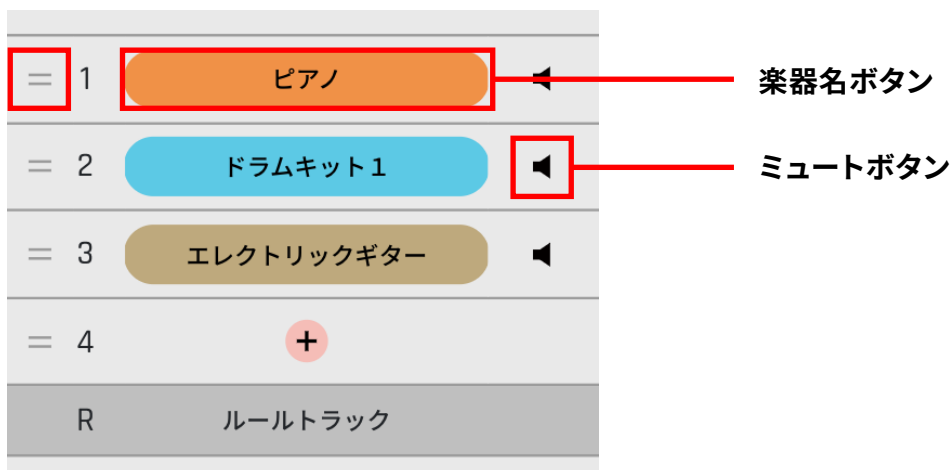 1 ピアノ 楽器名ボタン
2 ドラムキット1 ミュートボタン
3 エレクトリックギター
4 +
R ルールトラック